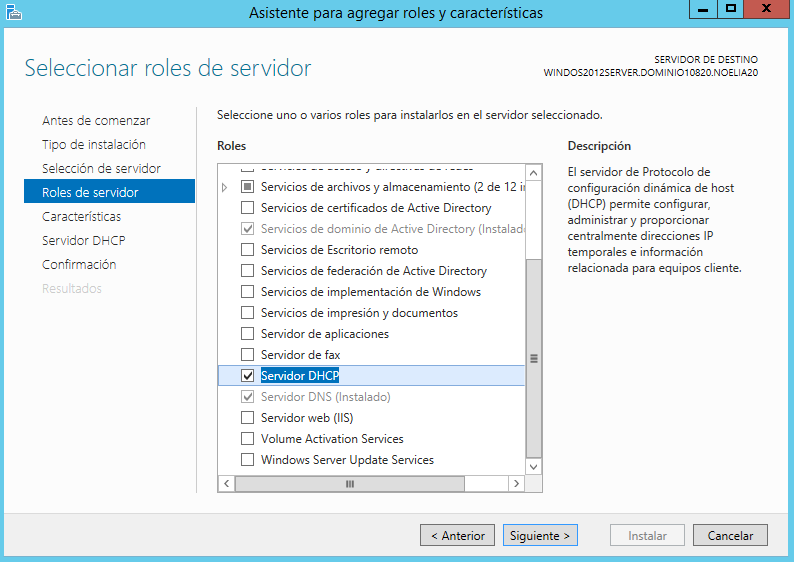 Asistente para agregar roles y características
Seleccionar roles de servidor
SERVIDOR DE DESTINO
WINDOS2012SERVER.DOMINIO10820.NOELIA20
Antes de comenzar
Tipo de instalación
Selección de servidor
Roles de servidor
Características
Servidor DHCP
Confirmación
Resultados
Seleccione uno o varios roles para instalarlos en el servidor seleccionado.
Roles
Servicios de archivos y almacenamiento (2 de 12 in
Servicios de certificados de Active Directory
Servicios de dominio de Active Directory (Instalado
Servicios de Escritorio remoto
Servicios de federación de Active Directory
Servicios de implementación de Windows
Servicios de impresión y documentos
Servidor de aplicaciones
Servidor de fax
Servidor DHCP
Servidor DNS (Instalado)
Servidor web (IIS)
Volume Activation Services
Windows Server Update Services
Descripción
El servidor de Protocolo de
configuración dinámica de host
(DHCP) permite configurar,
administrar y proporcionar
centralmente direcciones IP
temporales e información
relacionada para equipos cliente.
< Anterior
Siguiente >
Instalar
Cancelar